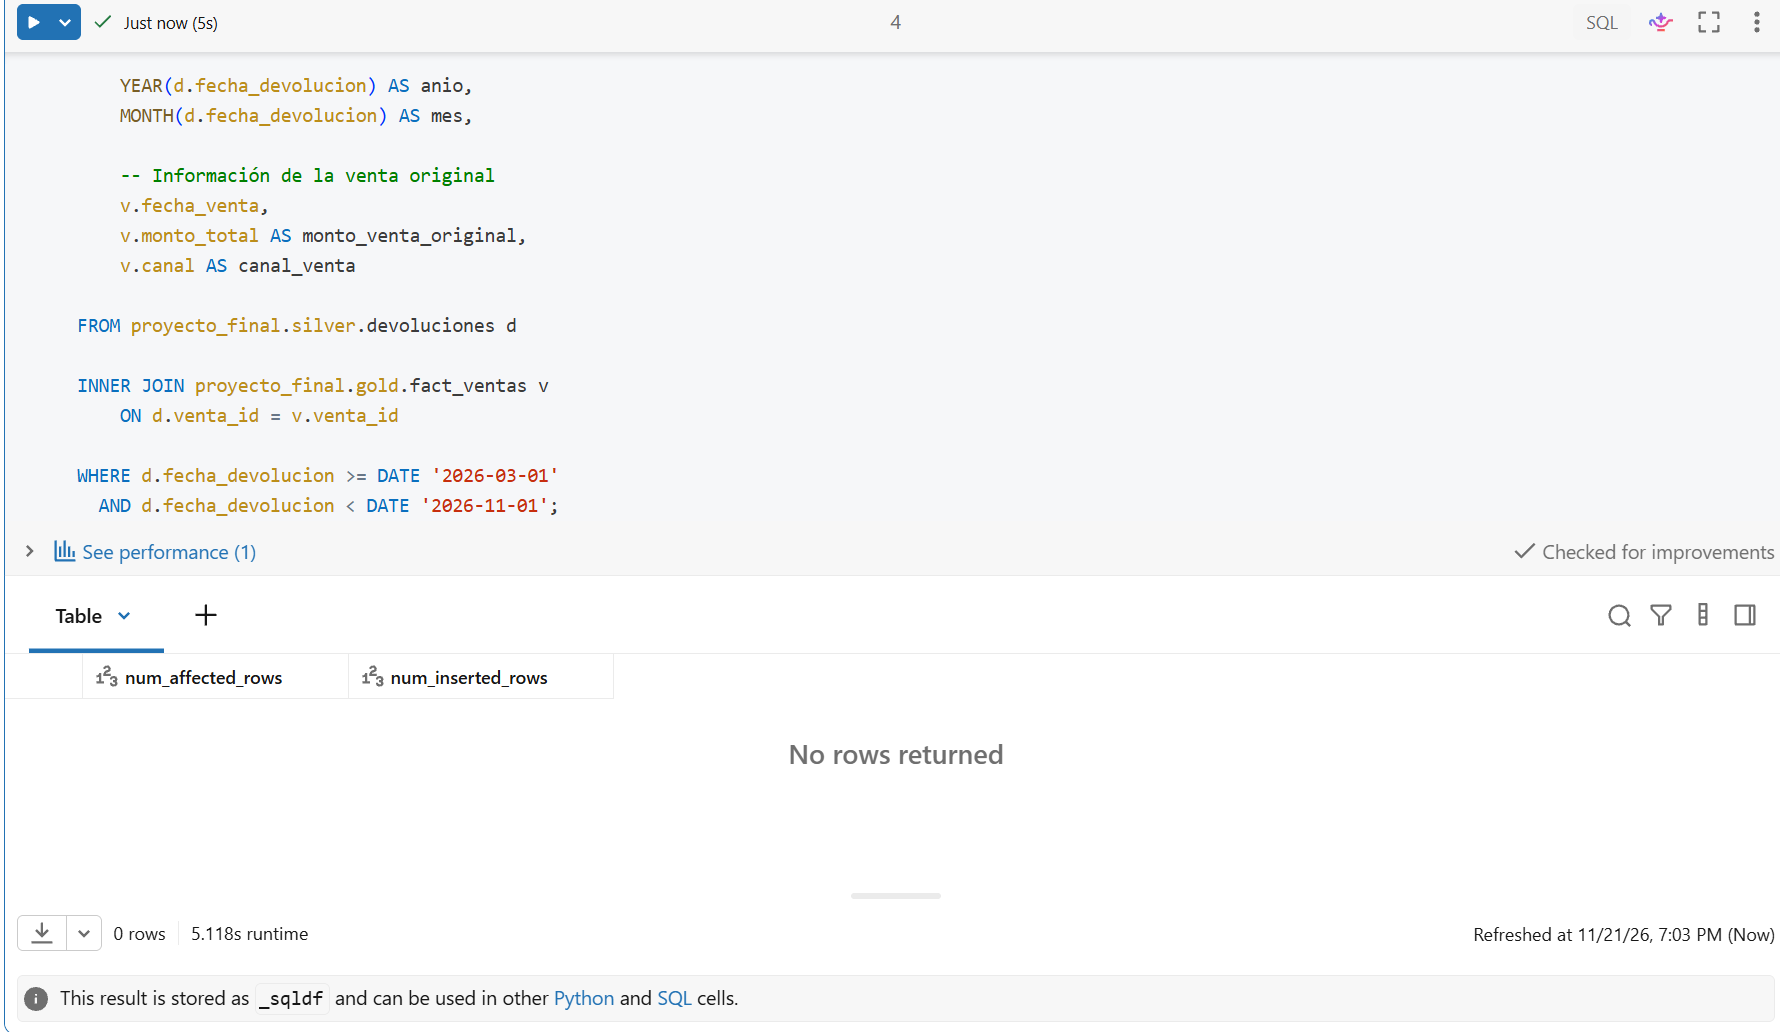 Just now (5s)
4
SQL
YEAR(d.fecha_devolucion) AS anio,
MONTH(d.fecha_devolucion) AS mes,
-- Información de la venta original
v.fecha_venta,
v.monto_total AS monto_venta_original,
v.canal AS canal_venta
FROM proyecto_final.silver.devoluciones d
INNER JOIN proyecto_final.gold.fact_ventas v
ON d.venta_id = v.venta_id
WHERE d.fecha_devolucion >= DATE '2026-03-01'
AND d.fecha_devolucion < DATE '2026-11-01';
See performance (1)
Checked for improvements
Table
num_affected_rows
num_inserted_rows
No rows returned
0 rows
5.118s runtime
Refreshed at 11/21/26, 7:03 PM (Now)
This result is stored as _sqldf and can be used in other Python and SQL cells.